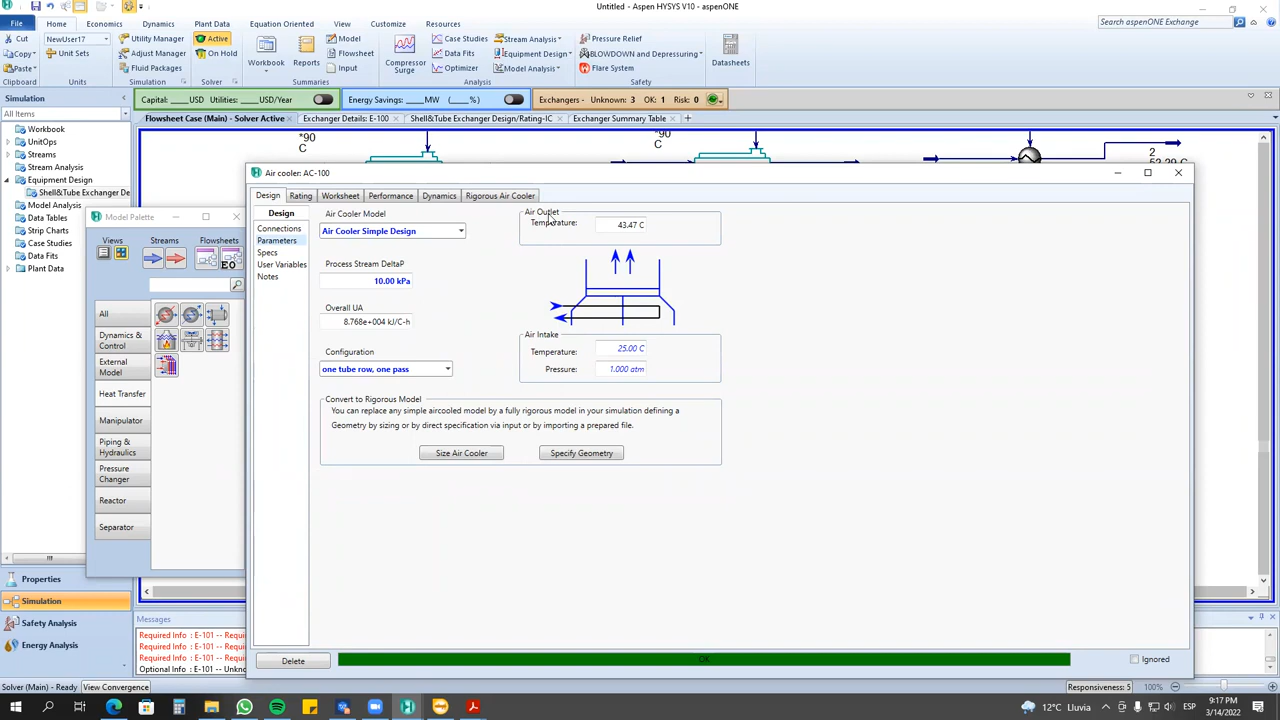 Untitled - Aspen HYSYS V10 - aspenONE
File Home Economics Dynamics Plant Data Equation Oriented View Customize Resources
Search aspenONE Exchange
Cut NewUser17 Utility Manager Active Model Case Studies Stream Analysis Pressure Relief
Copy Unit Sets Adjust Manager On Hold Flowsheet Data Fits Equipment Design BLOWDOWN and Depressuring
Paste Fluid Packages Workbook Reports Input Compressor Surge Optimizer Model Analysis Flare System Datasheets
Clipboard Units Simulation Solver Summaries Analysis Safety
Simulation
Capital: ____USD Utilities: ____USD/Year
Energy Savings: ____MW (____%)
Exchangers - Unknown: 3 OK: 1 Risk: 0
All Items
Flowsheet Case (Main) - Solver Active Exchanger Details: E-100 Shell&Tube Exchanger Design/Rating-IC Exchanger Summary Table
Workbook
UnitOps
Streams
Stream Analysis
Equipment Design
Shell&Tube Exchanger De
Model Analysis
Data Tables
Strip Charts
Case Studies
Data Fits
Plant Data
*90
C
*90
C
2
Model Palette
Views Streams Flowsheets
EO
All
Dynamics & Control
External Model
Heat Transfer
Manipulator
Piping & Hydraulics
Pressure Changer
Reactor
Separator
Air cooler: AC-100
Design Rating Worksheet Performance Dynamics Rigorous Air Cooler
Design
Connections
Parameters
Specs
User Variables
Notes
Air Cooler Model
Air Cooler Simple Design
Process Stream DeltaP
10.00 kPa
Overall UA
8.768e+004 kJ/C-h
Configuration
one tube row, one pass
Air Outlet
Temperature: 43.47 C
Air Intake
Temperature: 25.00 C
Pressure: 1.000 atm
Convert to Rigorous Model
You can replace any simple aircooled model by a fully rigorous model in your simulation defining a
Geometry by sizing or by direct specification via input or by importing a prepared file.
Size Air Cooler Specify Geometry
Delete OK Ignored
Properties
Simulation
Safety Analysis
Energy Analysis
Messages
Required Info : E-101 -- Requi
Required Info : E-101 -- Requi
Required Info : E-101 -- Requi
Optional Info : E-101 -- Unkno
Solver (Main) - Ready View Convergence
Responsiveness: 5 100%
12°C Lluvia ESP 9:17 PM
3/14/2022